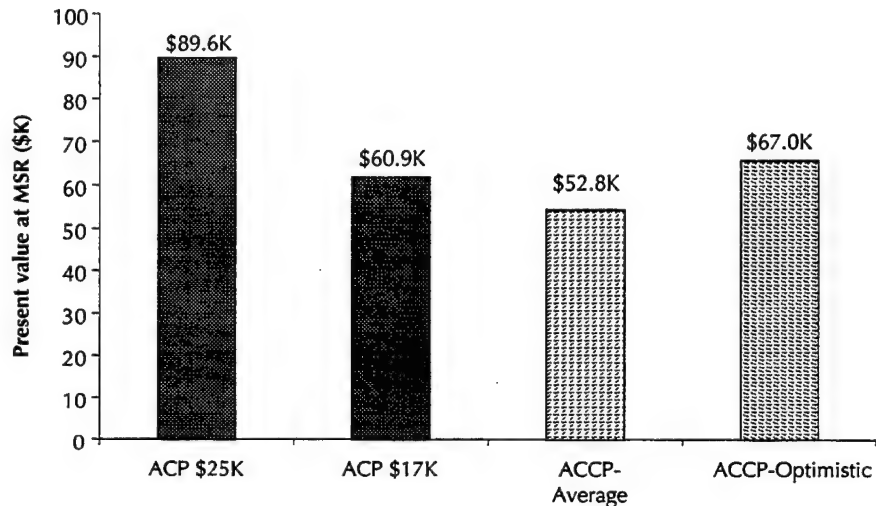 100
90
80
70
60
50
40
30
20
10
0
Present value at MSR ($K)
$89.6K
$60.9K
$52.8K
$67.0K
ACP $25K
ACP $17K
ACCP-
Average
ACCP-Optimistic